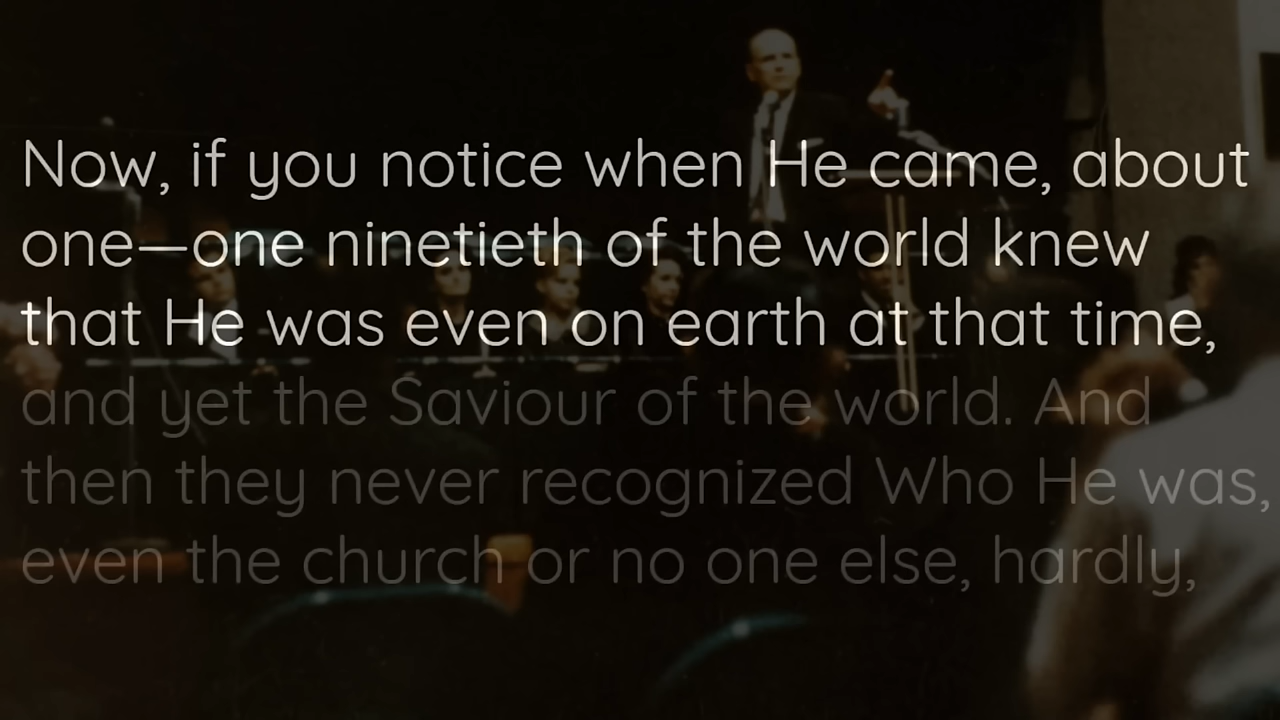 Now, if you notice when He came, about
one—one ninetieth of the world knew
that He was even on earth at that time,
and yet the Saviour of the world. And
then they never recognized Who He was,
even the church or no one else, hardly,